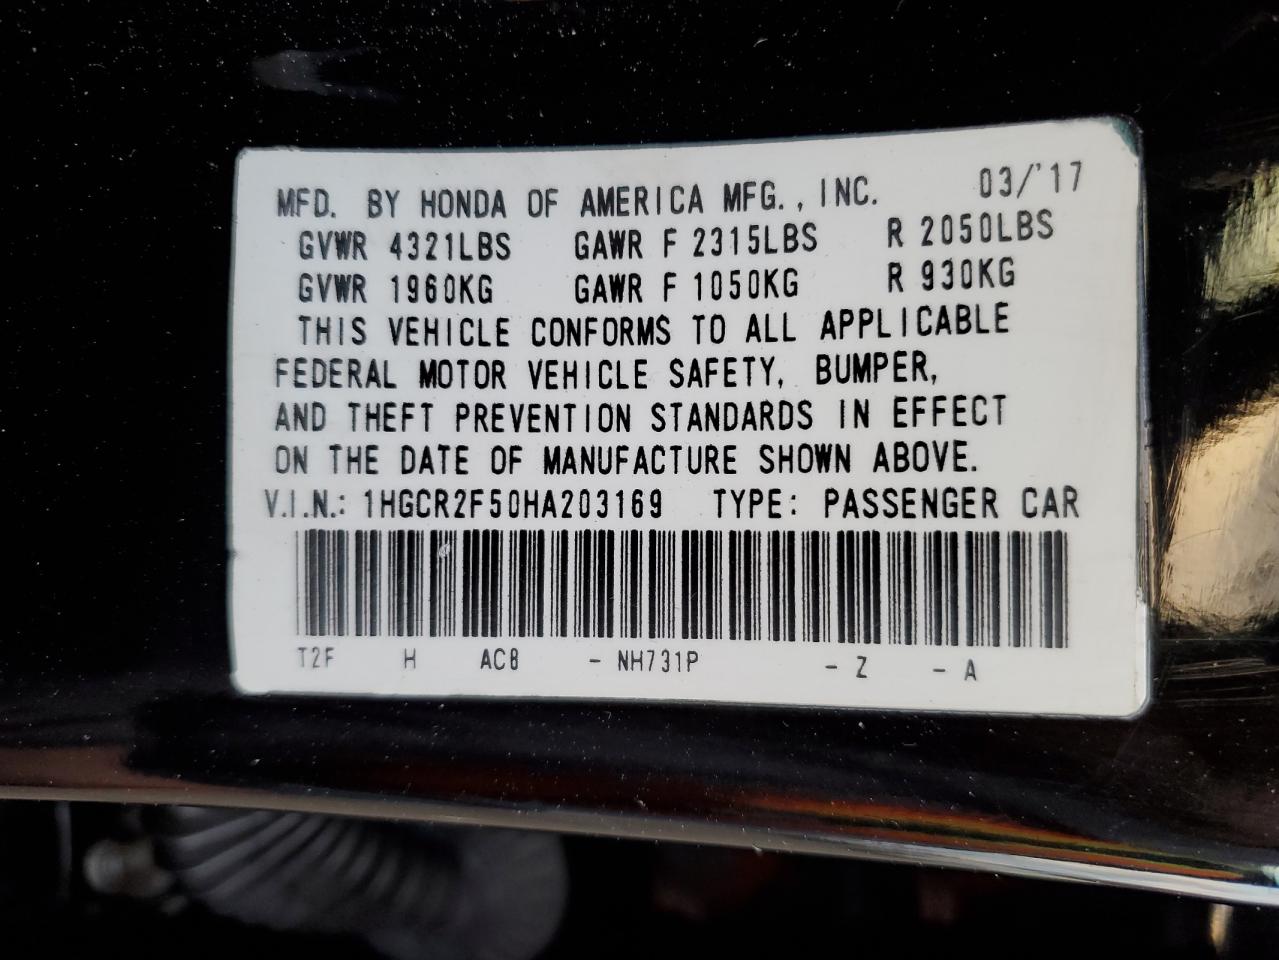 MFD. BY HONDA OF AMERICA MFG., INC. 03/'17
GVWR 4321LBS GAWR F 2315LBS R 2050LBS
GVWR 1960KG GAWR F 1050KG R 930KG
THIS VEHICLE CONFORMS TO ALL APPLICABLE
FEDERAL MOTOR VEHICLE SAFETY, BUMPER,
AND THEFT PREVENTION STANDARDS IN EFFECT
ON THE DATE OF MANUFACTURE SHOWN ABOVE.
V.I.N.: 1HGCR2F50HA203169 TYPE: PASSENGER CAR
T2F H AC8 - NH731P - Z - A